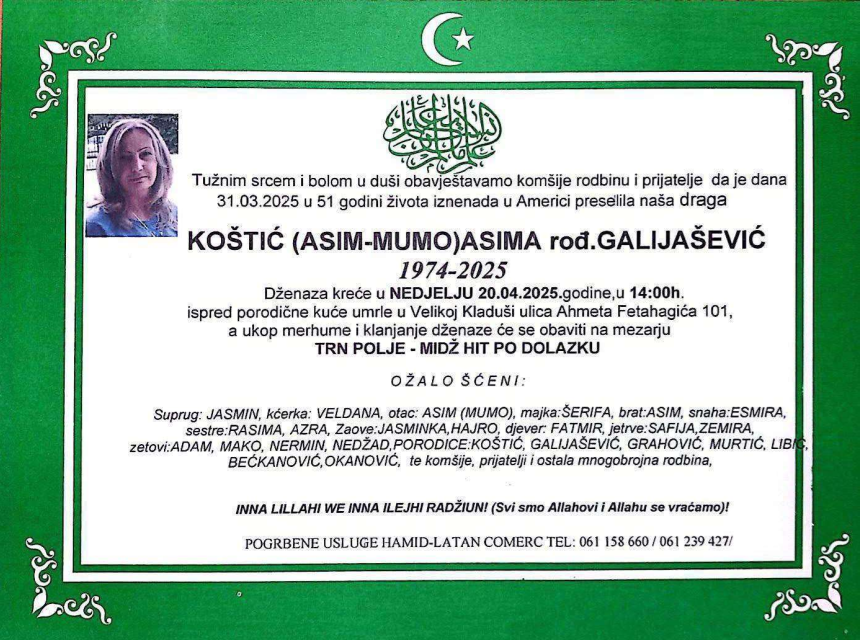 Tužnim srcem i bolom u duši obavještavamo komšije rodbinu i prijatelje da je dana
31.03.2025 u 51 godini života iznenada u Americi preselila naša draga
KOŠTIĆ (ASIM-MUMO)ASIMA rođ.GALIJAŠEVIĆ
1974-2025
Dženaza kreće u NEDJELJU 20.04.2025.godine,u 14:00h.
ispred porodične kuće umrle u Velikoj Kladuši ulica Ahmeta Fetahagića 101,
a ukop merhume i klanjanje dženaze će se obaviti na mezarju
TRN POLJE - MIDŽ HIT PO DOLAZKU
OŽALO ŠĆENI:
Suprug: JASMIN, kćerka: VELDANA, otac: ASIM (MUMO), majka:ŠERIFA, brat:ASIM, snaha:ESMIRA,
sestre:RASIMA, AZRA, Zaove:JASMINKA,HAJRO, djever: FATMIR, jetrve:SAFIJA,ZEMIRA,
zetovi:ADAM, MAKO, NERMIN, NEDŽAD,PORODICE:KOŠTIĆ, GALIJAŠEVIĆ, GRAHOVIĆ, MURTIĆ, LIBIĆ,
BEĆKANOVIĆ,OKANOVIĆ, te komšije, prijatelji i ostala mnogobrojna rodbina,
INNA LILLAHI WE INNA ILEJHI RADŽIUN! (Svi smo Allahovi i Allahu se vraćamo)!
POGRBENE USLUGE HAMID-LATAN COMERC TEL: 061 158 660 / 061 239 427/